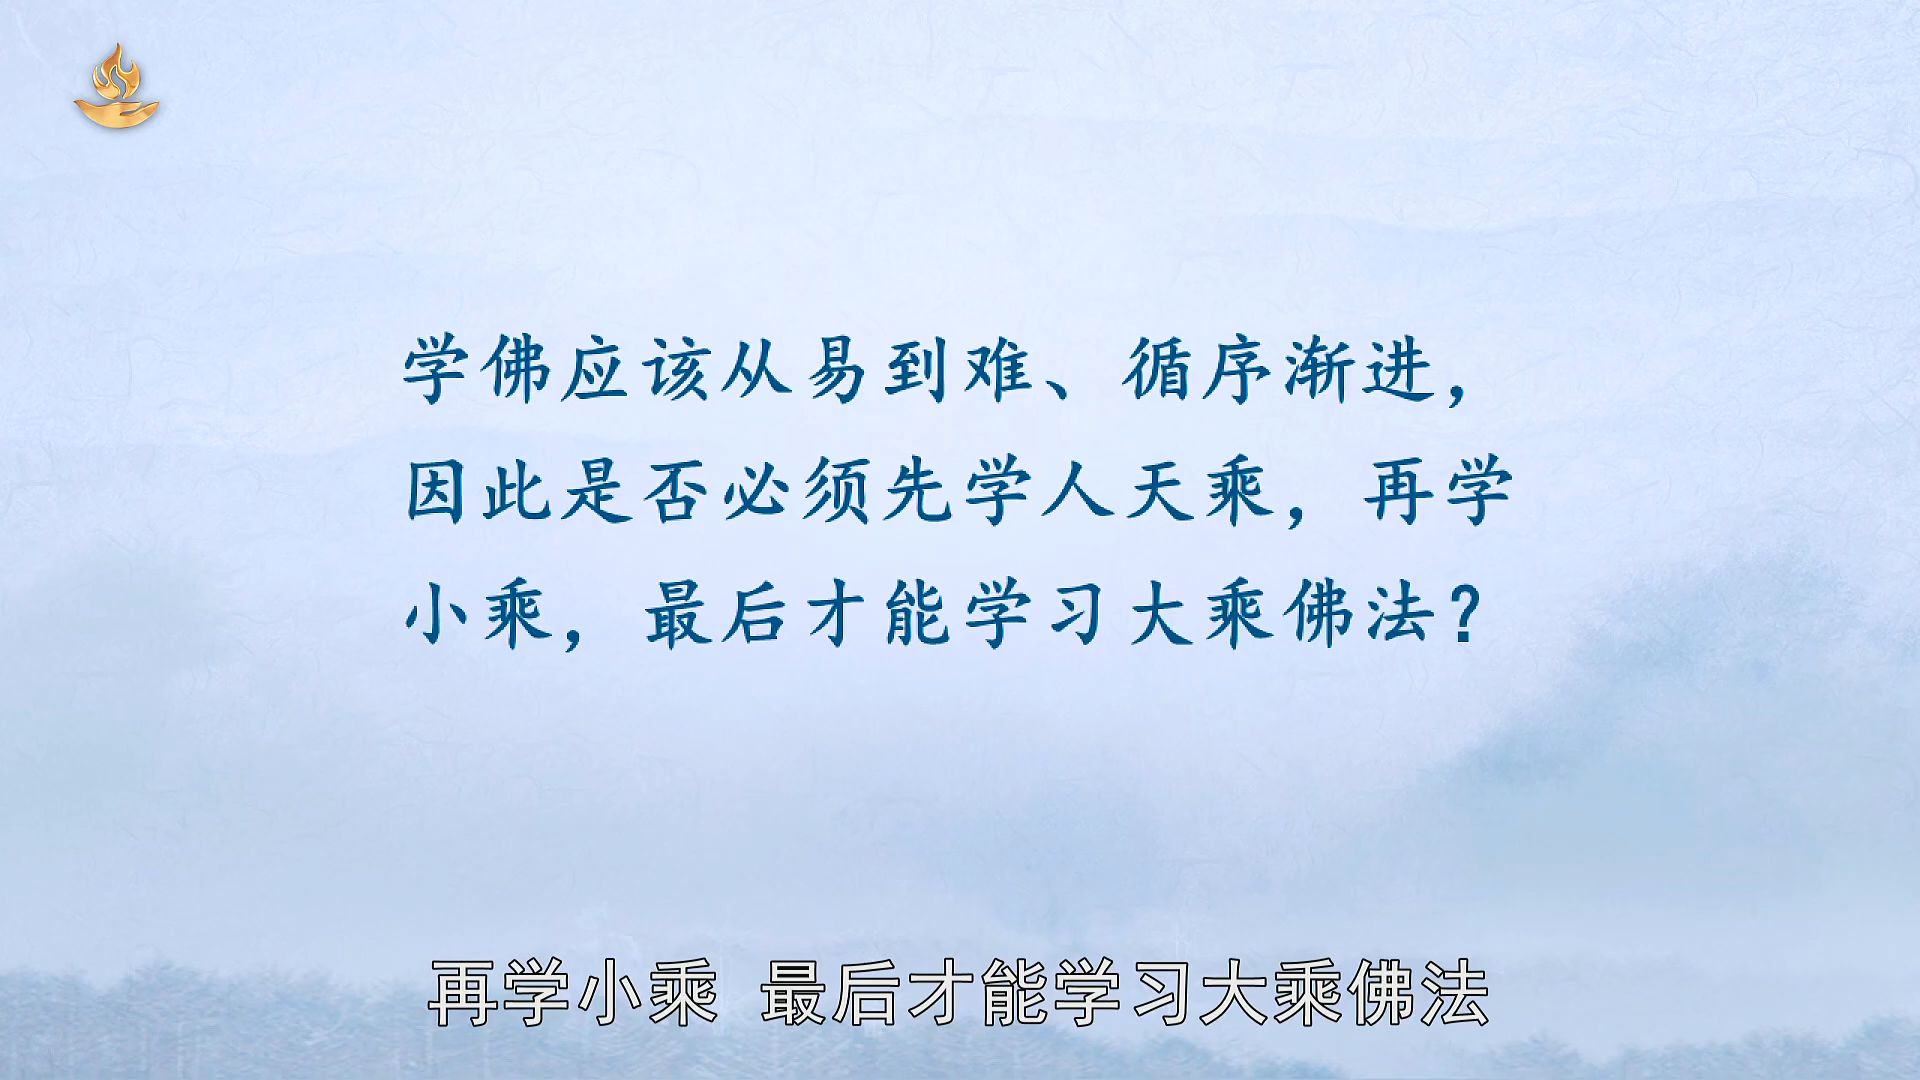 学佛应该从易到难、循序渐进，
因此是否必须先学人天乘，再学
小乘，最后才能学习大乘佛法？
再学小乘 最后才能学习大乘佛法